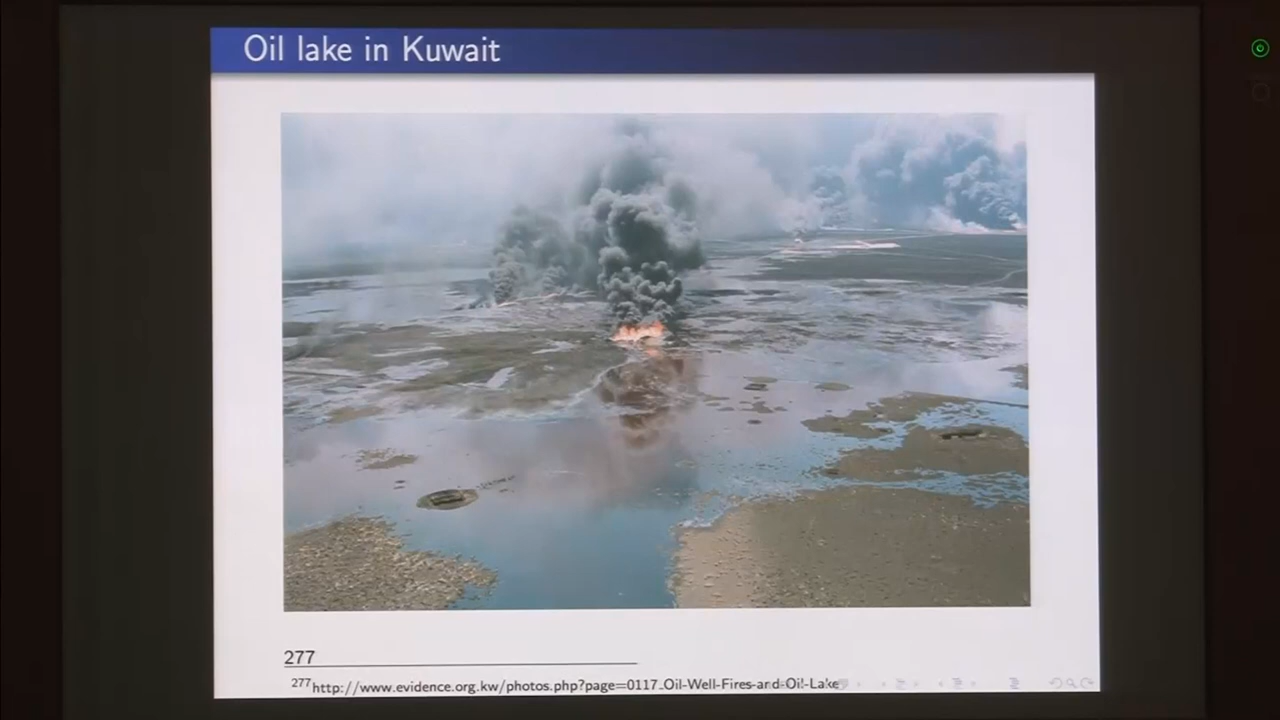 Oil lake in Kuwait
277
277http://www.evidence.org.kw/photos.php?page=0117_Oil-Well-Fires-and-Oil-Lake